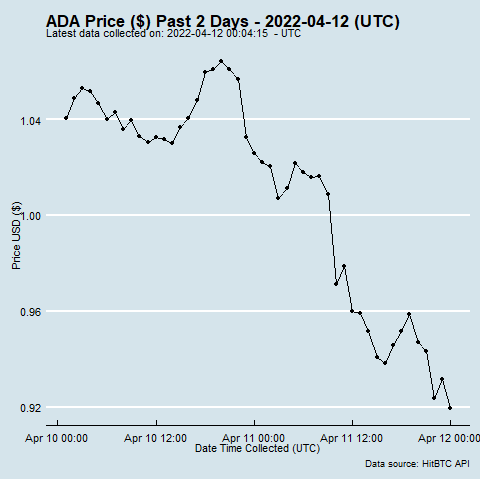 ADA Price ($) Past 2 Days - 2022-04-12 (UTC)
Latest data collected on: 2022-04-12 00:04:15 - UTC
Price USD ($)
1.04
1.00
0.96
0.92
Apr 10 00:00 Apr 10 12:00 Apr 11 00:00 Apr 11 12:00 Apr 12 00:00
Date Time Collected (UTC)
Data source: HitBTC API